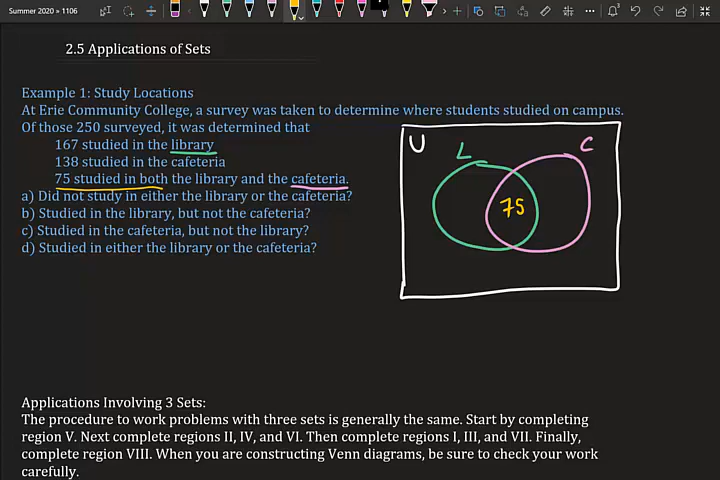 Summer 2020 » 1106
2.5 Applications of Sets
Example 1: Study Locations
At Erie Community College, a survey was taken to determine where students studied on campus.
Of those 250 surveyed, it was determined that
167 studied in the library
138 studied in the cafeteria
75 studied in both the library and the cafeteria.
a) Did not study in either the library or the cafeteria?
b) Studied in the library, but not the cafeteria?
c) Studied in the cafeteria, but not the library?
d) Studied in either the library or the cafeteria?
U
L
C
75
Applications Involving 3 Sets:
The procedure to work problems with three sets is generally the same. Start by completing
region V. Next complete regions II, IV, and VI. Then complete regions I, III, and VII. Finally,
complete region VIII. When you are constructing Venn diagrams, be sure to check your work
carefully.